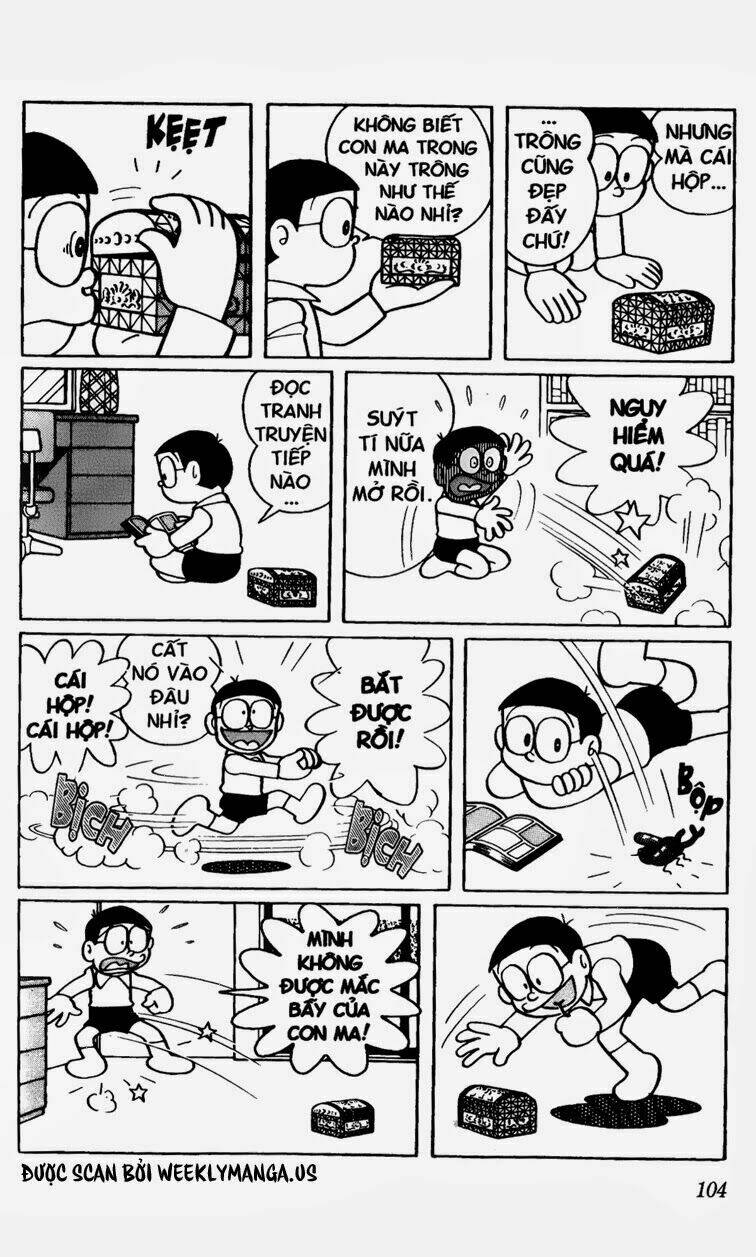 NHƯNG
MÀ CÁI
HỘP...
...
TRÔNG
CŨNG
ĐẸP
ĐẤY
CHỨ!
KHÔNG BIẾT
CON MA TRONG
NÀY TRÔNG
NHƯ THẾ
NÀO NHỈ?
KẸẸT
NGUY
HIỂM
QUÁ!
SUÝT
TÍ NỮA
MÌNH
MỞ RỒI.
ĐỌC
TRANH
TRUYỆN
TIẾP
NÀO
...
BỘP
BẮT
ĐƯỢC
RỒI!
BỊCH
CẤT
NÓ VÀO
ĐÂU
NHỈ?
CÁI
HỘP!
CÁI HỘP!
BỊCH
MÌNH
KHÔNG
ĐƯỢC MẮC
BẪY CỦA
CON MA!
ĐƯỢC SCAN BỞI WEEKLYMANGA.US
104